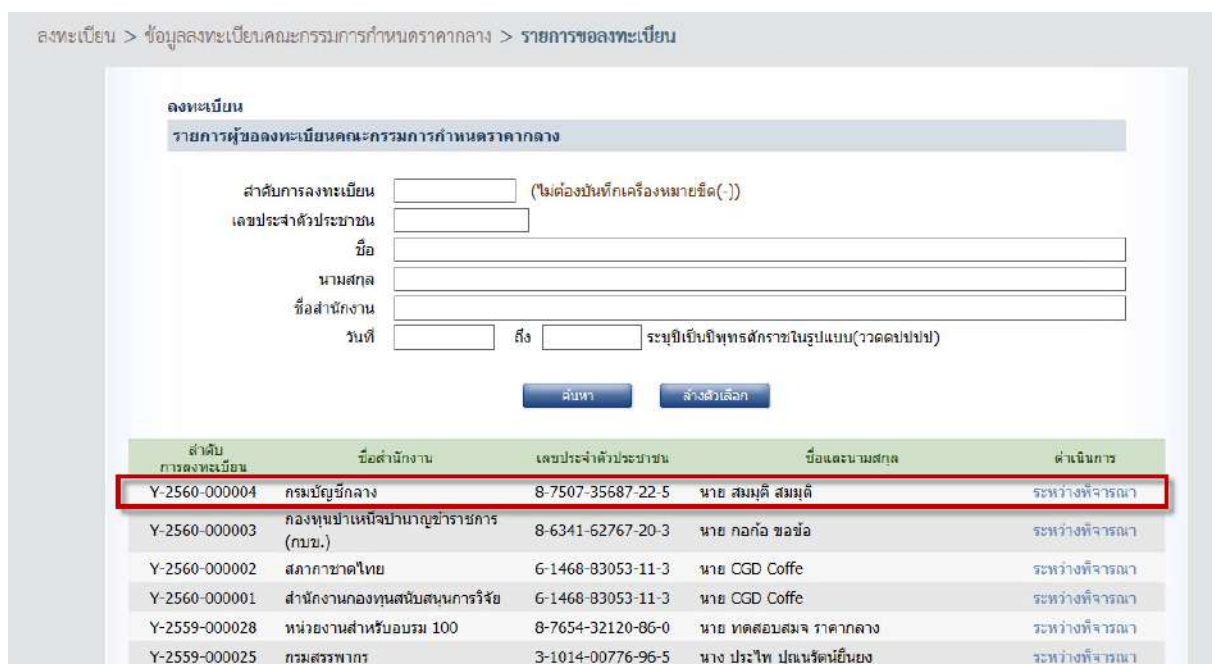 ลงทะเบียน > ข้อมูลลงทะเบียนคณะกรรมการกำหนดราคากลาง > รายการขอลงทะเบียน
ลงทะเบียน
รายการผู้ขอลงทะเบียนคณะกรรมการกำหนดราคากลาง
ลำดับการลงทะเบียน (ไม่ต้องบันทึกเครื่องหมายขีด(-))
เลขประจำตัวประชาชน
ชื่อ
นามสกุล
ชื่อสำนักงาน
วันที่ ถึง ระบุปีเป็นปีพุทธศักราชในรูปแบบ(ววดดปปปป)
ค้นหา ล้างตัวเลือก
ลำดับ
การลงทะเบียน ชื่อสำนักงาน เลขประจำตัวประชาชน ชื่อและนามสกุล ดำเนินการ
Y-2560-000004 กรมบัญชีกลาง 8-7507-35687-22-5 นาย สมมุติ สมมุติ ระหว่างพิจารณา
กองทุนบำเหน็จบำนาญข้าราชการ
Y-2560-000003 (กบข.) 8-6341-62767-20-3 นาย กอก้อ ขอข้อ ระหว่างพิจารณา
Y-2560-000002 สภากาชาดไทย 6-1468-83053-11-3 นาย CGD Coffe ระหว่างพิจารณา
Y-2560-000001 สำนักงานกองทุนสนับสนุนการวิจัย 6-1468-83053-11-3 นาย CGD Coffe ระหว่างพิจารณา
Y-2559-000028 หน่วยงานสำหรับอบรม 100 8-7654-32120-86-0 นาย ทดสอบสมจ ราคากลาง ระหว่างพิจารณา
Y-2559-000025 กรมสรรพากร 3-1014-00776-96-5 นาง ประไพ ปุณนรัตน์ยืนยง ระหว่างพิจารณา